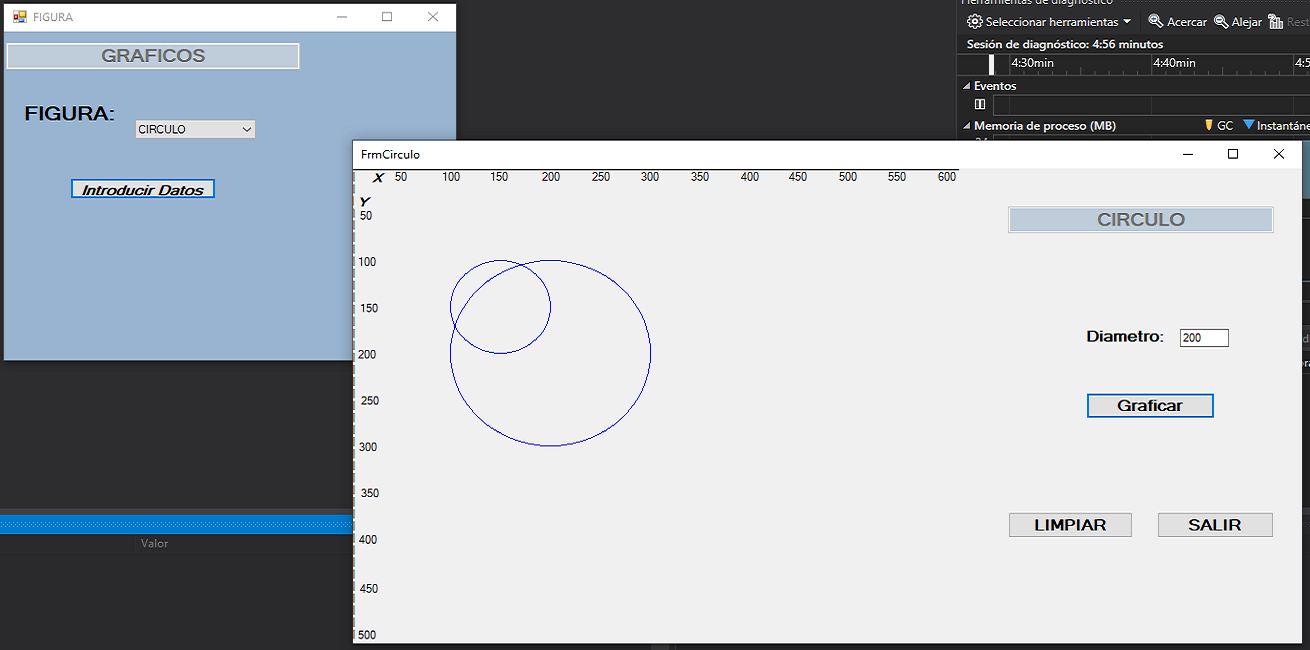 FIGURA
GRAFICOS
FIGURA:
CIRCULO
Introducir Datos
Valor
Herramientas de diagnóstico
Seleccionar herramientas
Acercar
Alejar
Rest
Sesión de diagnóstico: 4:56 minutos
4:30min
4:40min
4:5
Eventos
Memoria de proceso (MB)
GC
Instantáne
FrmCirculo
X 50 100 150 200 250 300 350 400 450 500 550 600
Y
50
100
150
200
250
300
350
400
450
500
CIRCULO
Diametro: 200
Graficar
LIMPIAR
SALIR